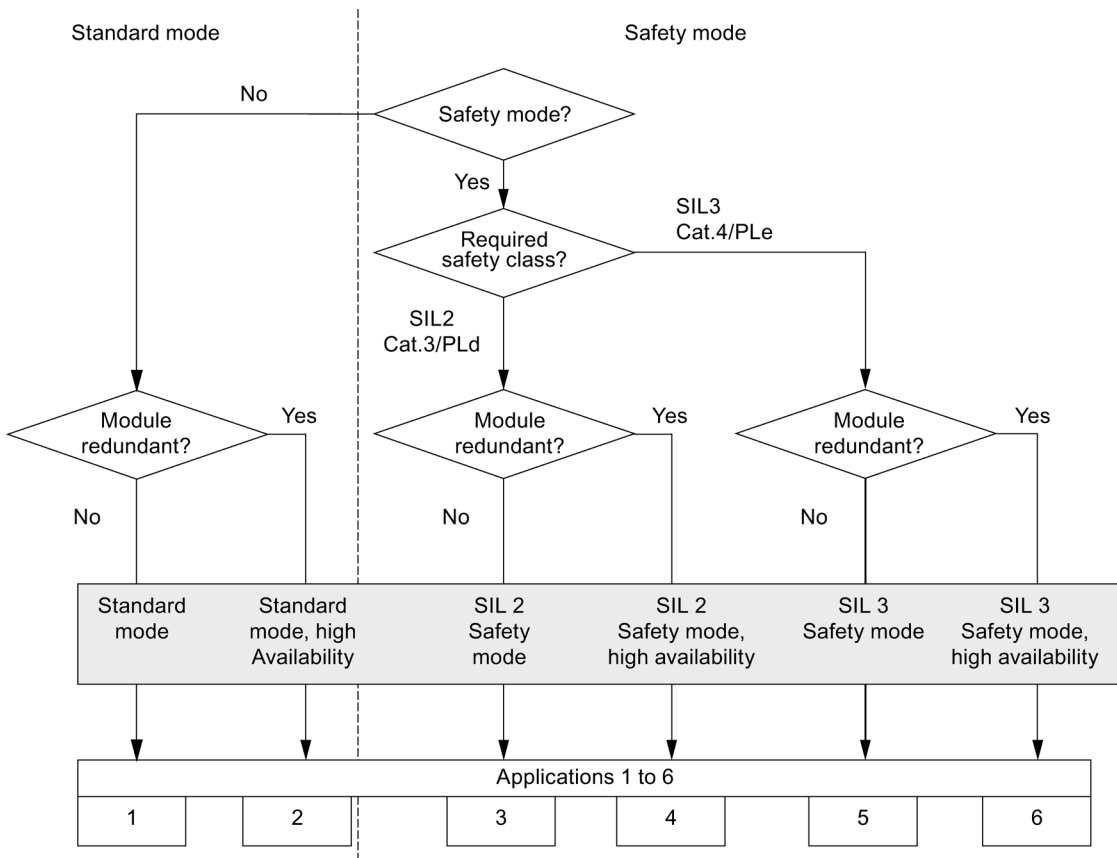 Standard mode
Safety mode
No
Safety mode?
Yes
SIL3
Cat.4/PLe
Required
safety class?
SIL2
Cat.3/PLd
Module
redundant?
Yes
Module
redundant?
Yes
Module
redundant?
Yes
No
No
No
Standard
mode
Standard
mode, high
Availability
SIL 2
Safety
mode
SIL 2
Safety mode,
high availability
SIL 3
Safety mode
SIL 3
Safety mode,
high availability
Applications 1 to 6
1
2
3
4
5
6